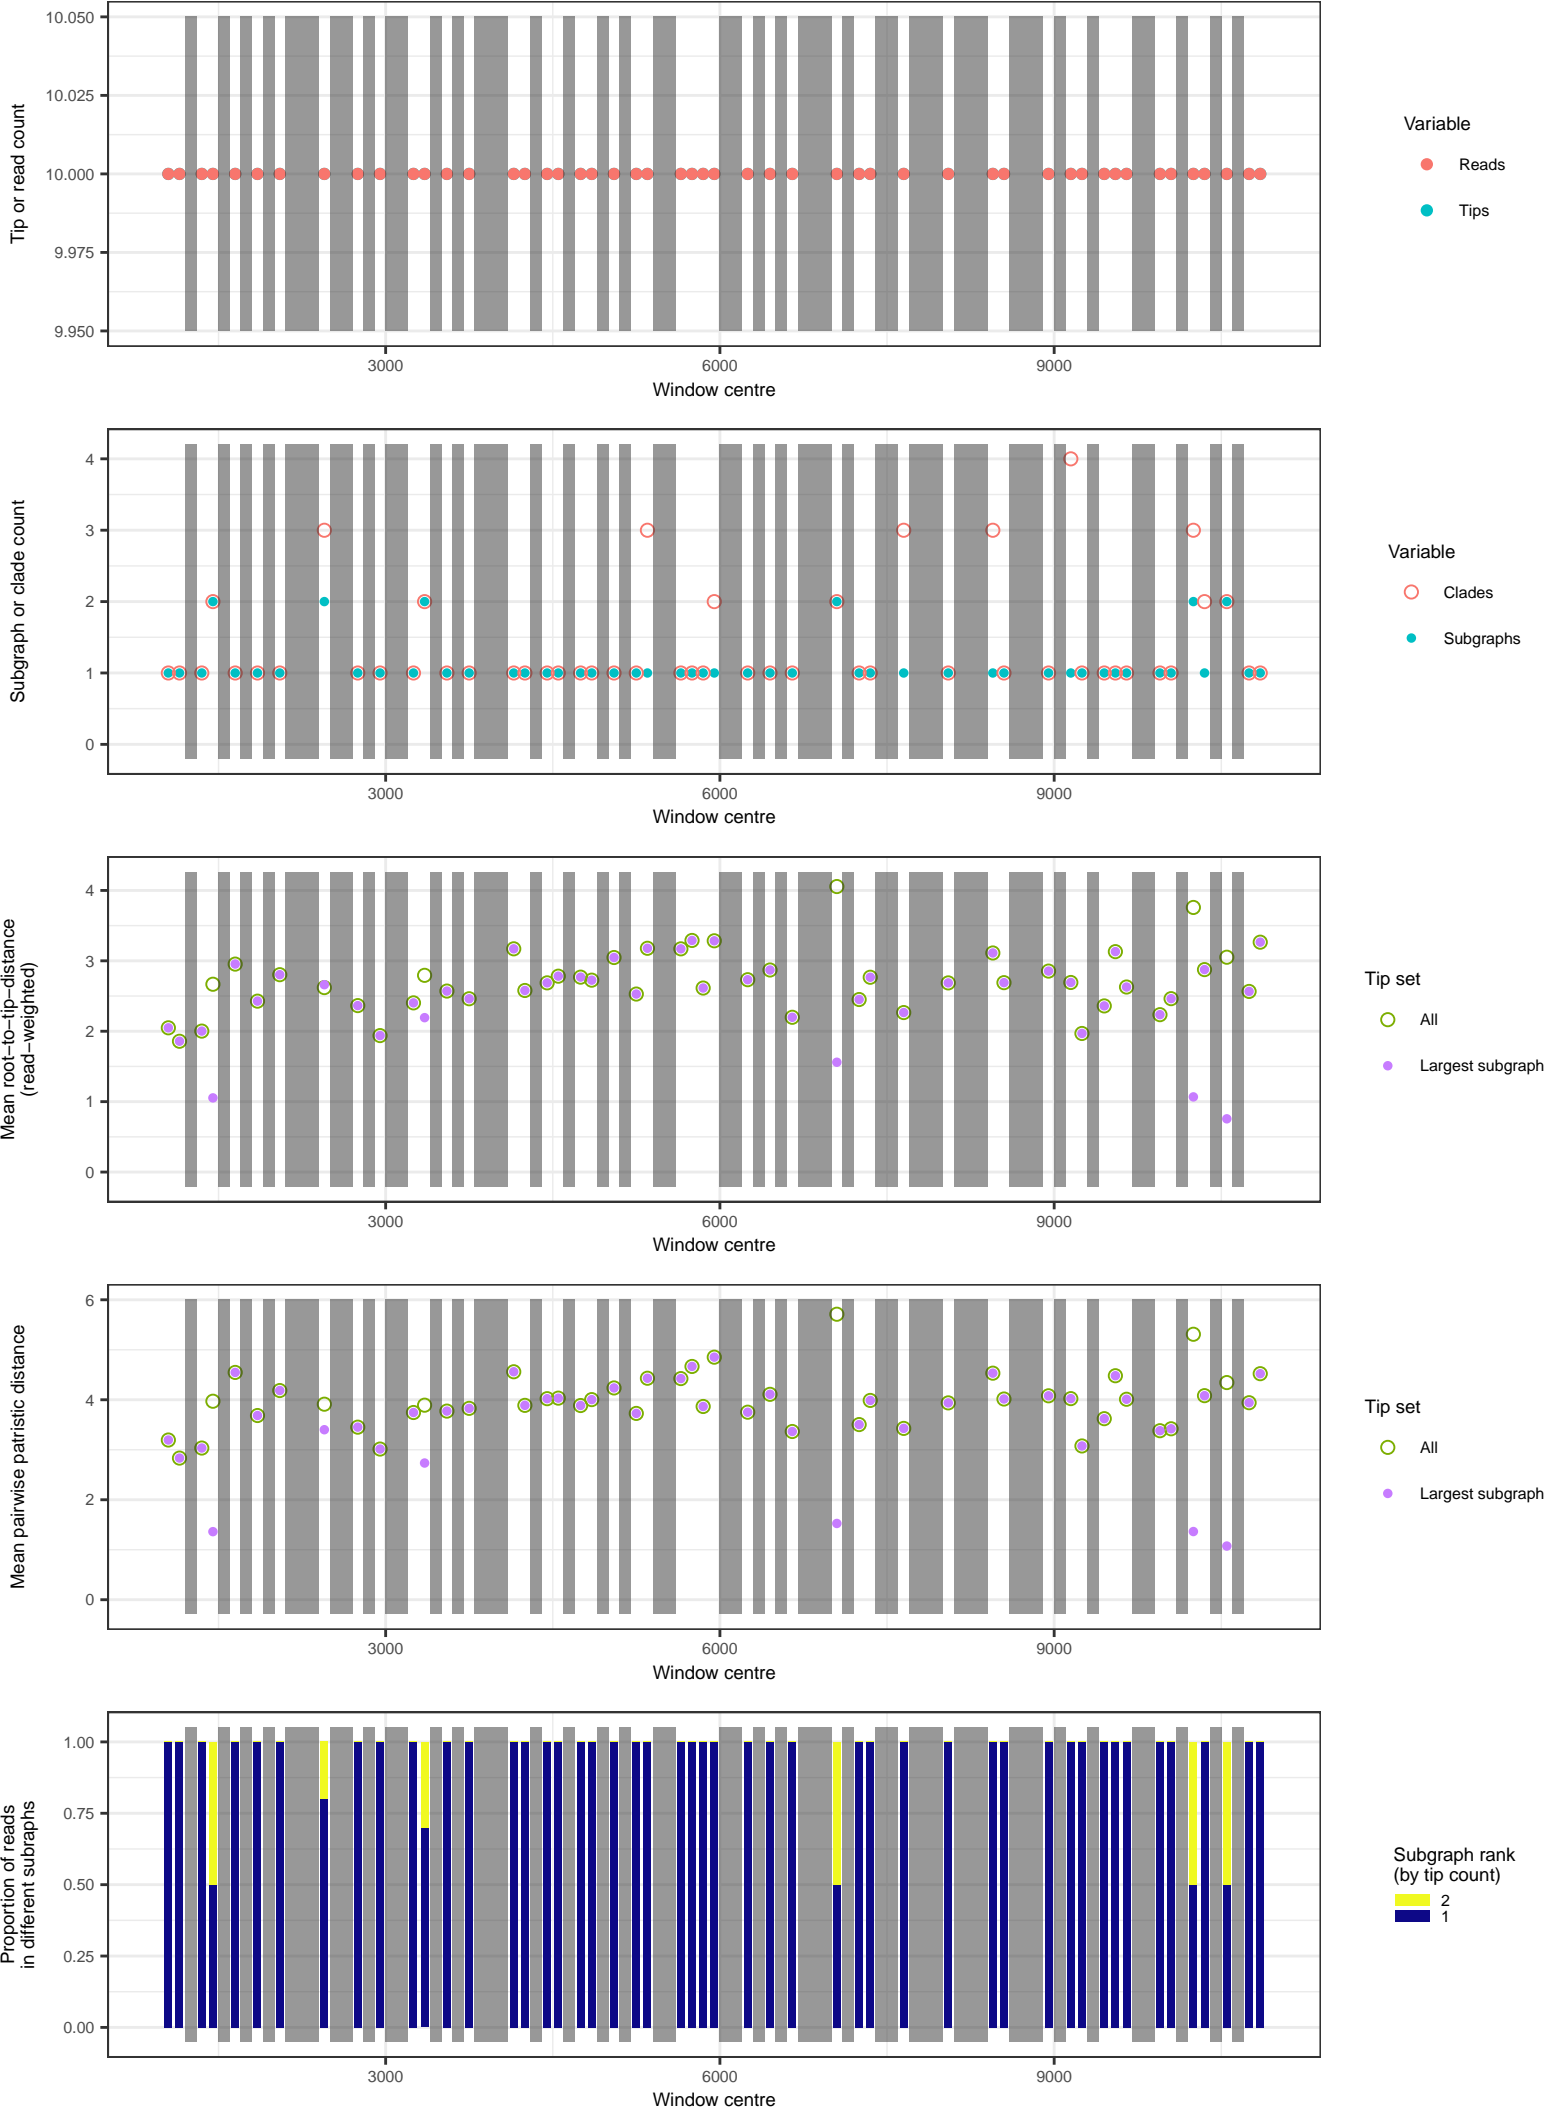 10.050
10.025
10.000
9.975
9.950
Tip or read count
3000
6000
9000
Window centre
Variable
Reads
Tips
4
3
2
1
0
Subgraph or clade count
3000
6000
9000
Window centre
Variable
Clades
Subgraphs
4
3
2
1
0
Mean root−to−tip−distance
(read−weighted)
3000
6000
9000
Window centre
Tip set
All
Largest subgraph
6
4
2
0
Mean pairwise patristic distance
3000
6000
9000
Window centre
Tip set
All
Largest subgraph
1.00
0.75
0.50
0.25
0.00
Proportion of reads
in different subraphs
3000
6000
9000
Window centre
Subgraph rank
(by tip count)
2
1